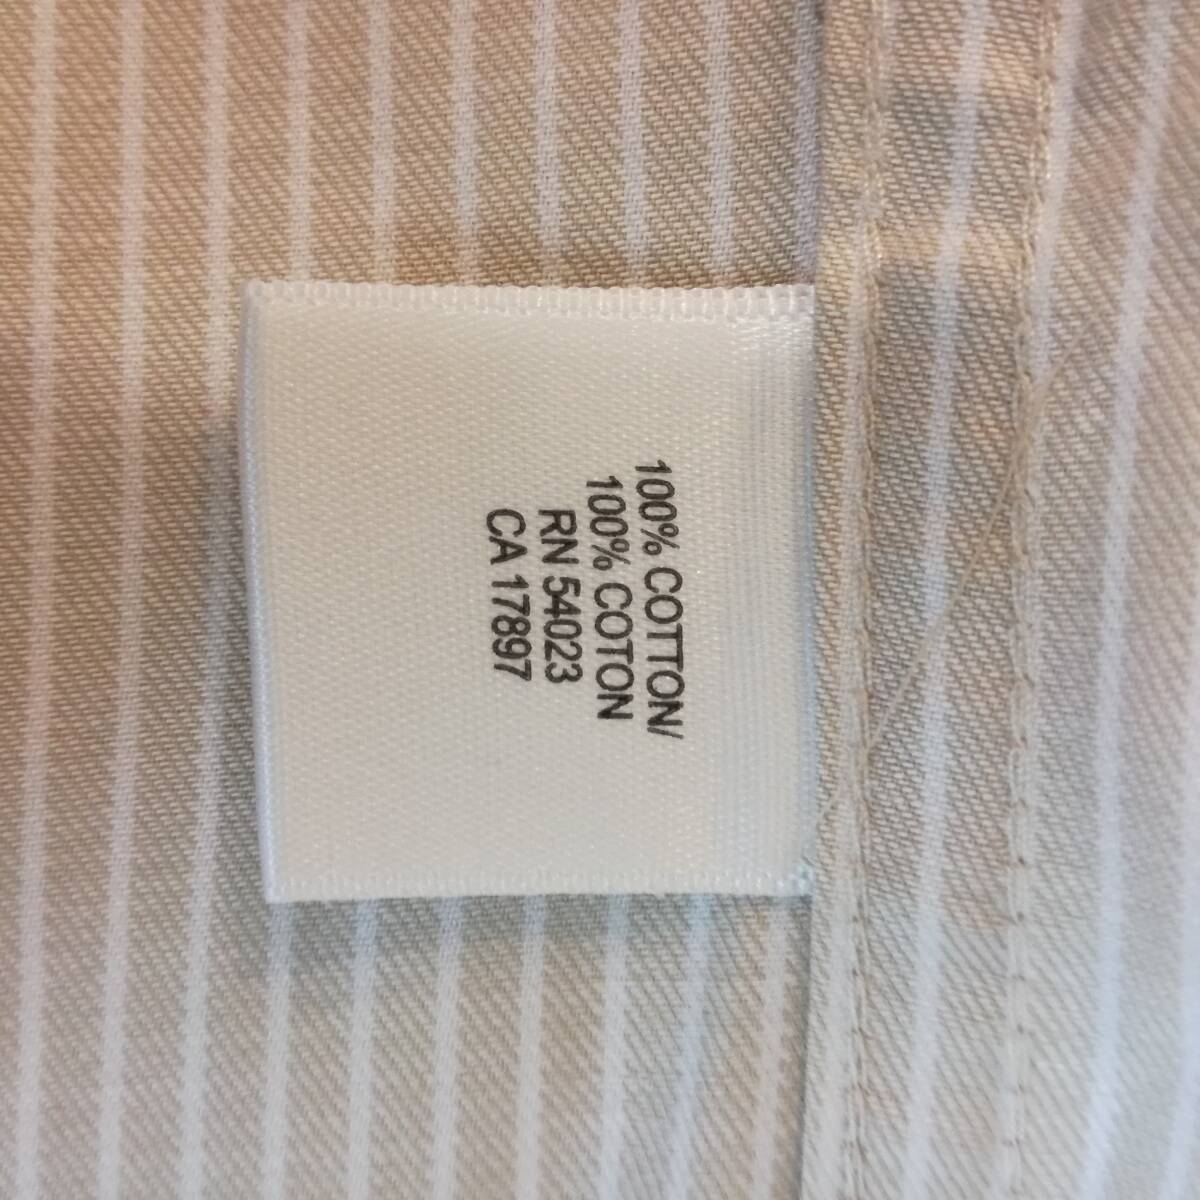 100% COTTON/
100% COTON
RN 54023
CA 17897